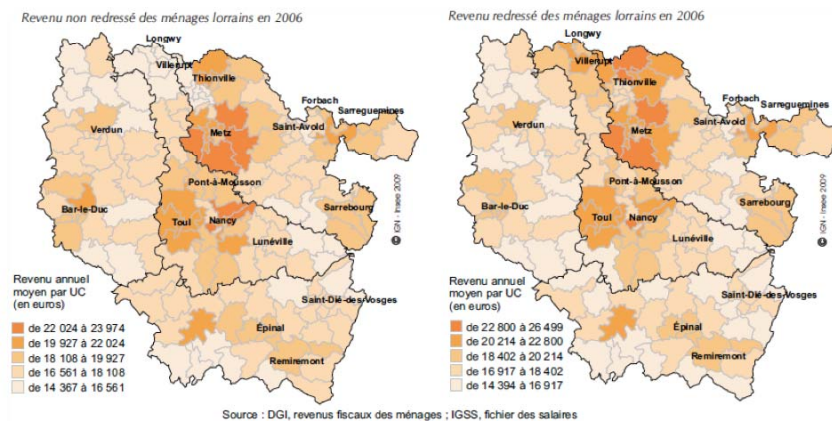 Revenu non redressé des ménages lorrains en 2006
Longwy
Villerupt
Thionville
Forbach
Sarreguemines
Saint-Avold
Metz
Verdun
Pont-à-Mousson
Bar-le-Duc
Toul
Nancy
Sarrebourg
Lunéville
Saint-Dié-des-Vosges
Épinal
Remiremont
© IGN - Insee 2009
Revenu annuel
moyen par UC
(en euros)
de 22 024 à 23 974
de 19 927 à 22 024
de 18 108 à 19 927
de 16 561 à 18 108
de 14 367 à 16 561
Revenu redressé des ménages lorrains en 2006
Longwy
Villerupt
Thionville
Forbach
Sarreguemines
Saint-Avold
Metz
Verdun
Pont-à-Mousson
Bar-le-Duc
Toul
Nancy
Sarrebourg
Lunéville
Saint-Dié-des-Vosges
Épinal
Remiremont
© IGN - Insee 2009
Revenu annuel
moyen par UC
(en euros)
de 22 800 à 26 499
de 20 214 à 22 800
de 18 402 à 20 214
de 16 917 à 18 402
de 14 394 à 16 917
Source : DGI, revenus fiscaux des ménages ; IGSS, fichier des salaires